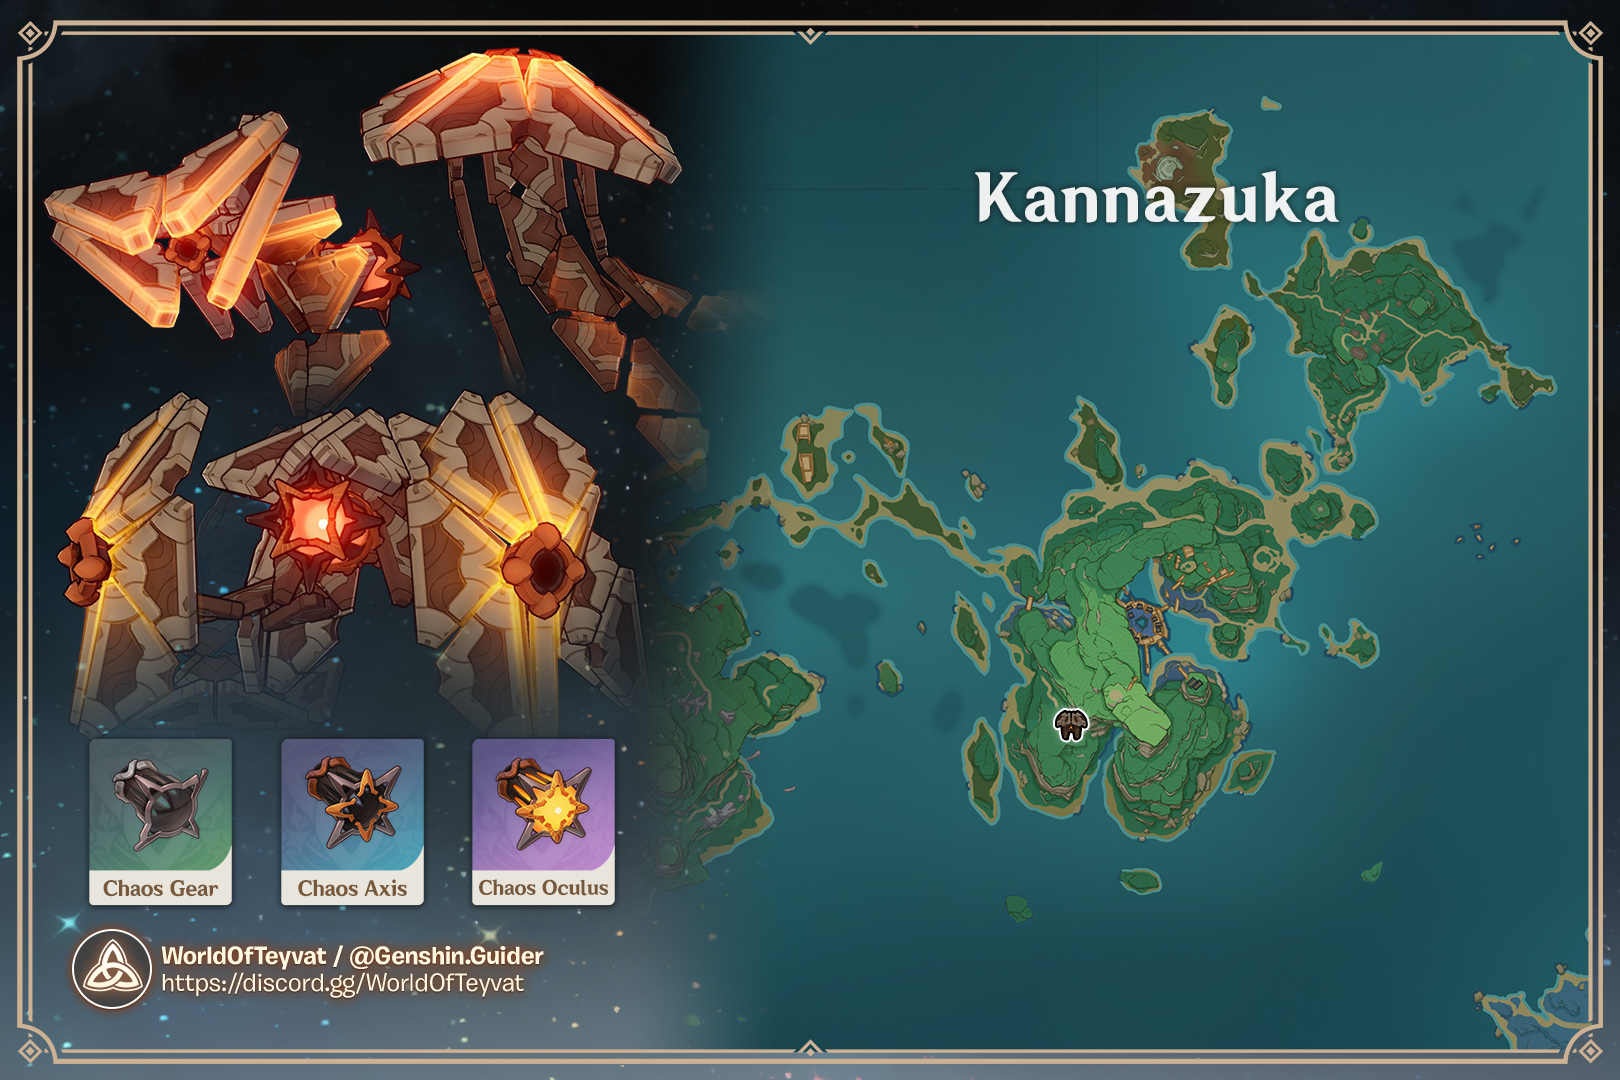 Kannazuka
Chaos Gear
Chaos Axis
Chaos Oculus
WorldOfTeyvat / @Genshin.Guider
https://discord.gg/WorldOfTeyvat